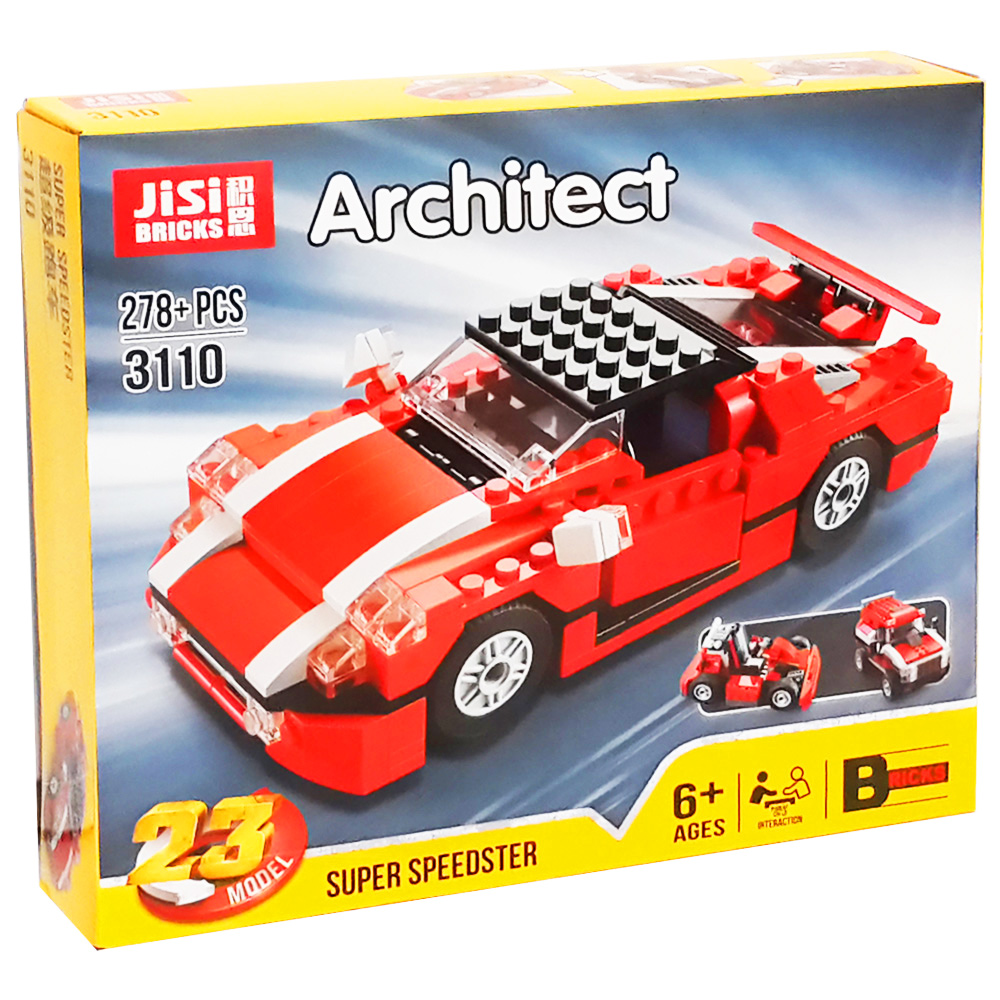 JiSi 积思
BRICKS
Architect
278+ PCS
3110
3110
SUPER SPEEDSTER
3110
6+
AGES
INTERACTION
BRICKS
23
MODEL
SUPER SPEEDSTER